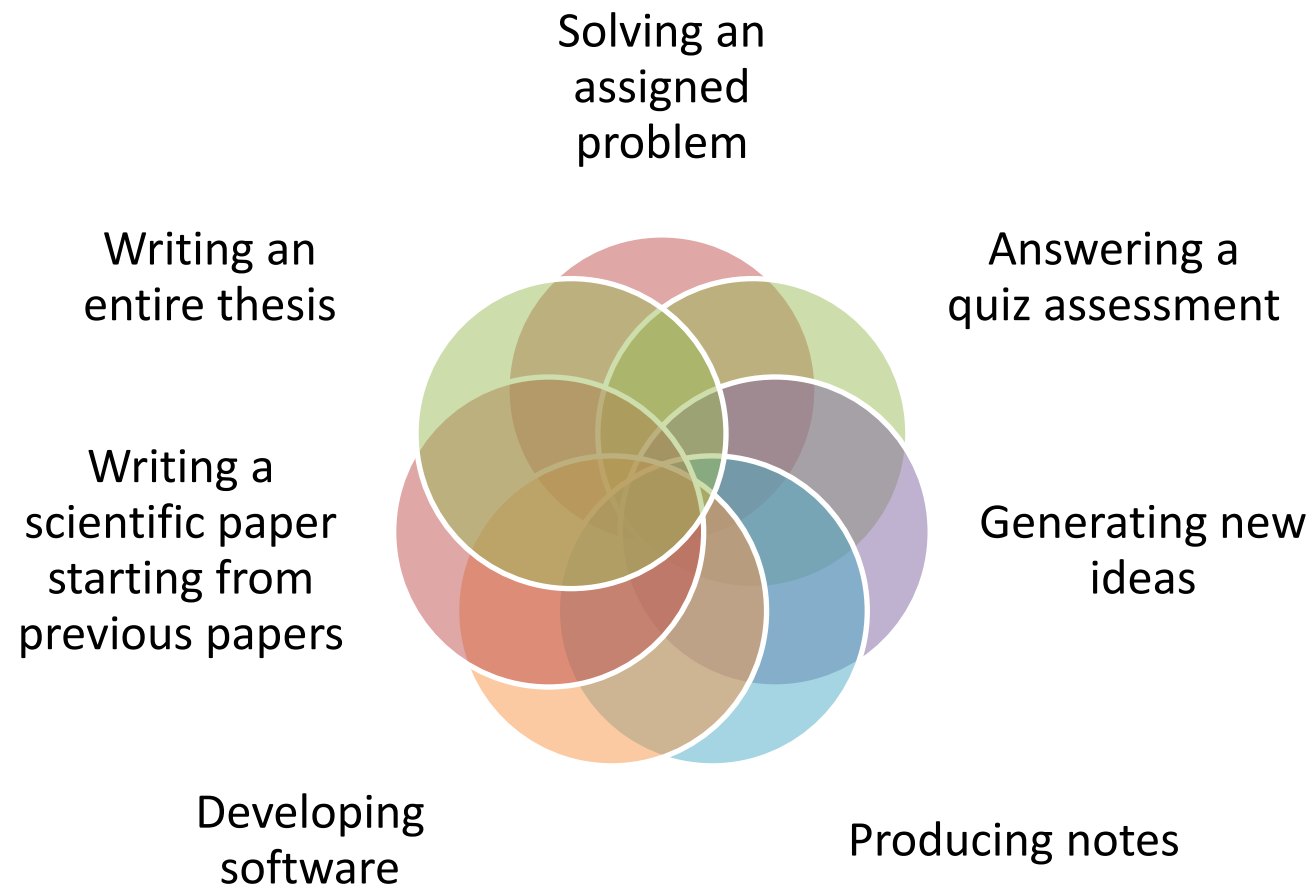 Solving an
assigned
problem
Answering a
quiz assessment
Generating new
ideas
Producing notes
Developing
software
Writing a
scientific paper
starting from
previous papers
Writing an
entire thesis